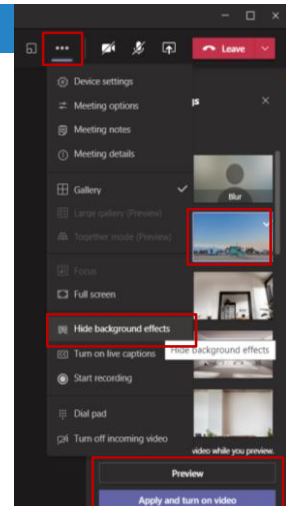 Leave
Device settings
gs
Meeting options
Meeting notes
Meeting details
Blur
Gallery
Large gallery (Preview)
Together mode (Preview)
Focus
Full screen
Hide background effects
Turn on live captions
Hide background effects
Start recording
Dial pad
Turn off incoming video
video while you preview.
Preview
Apply and turn on video